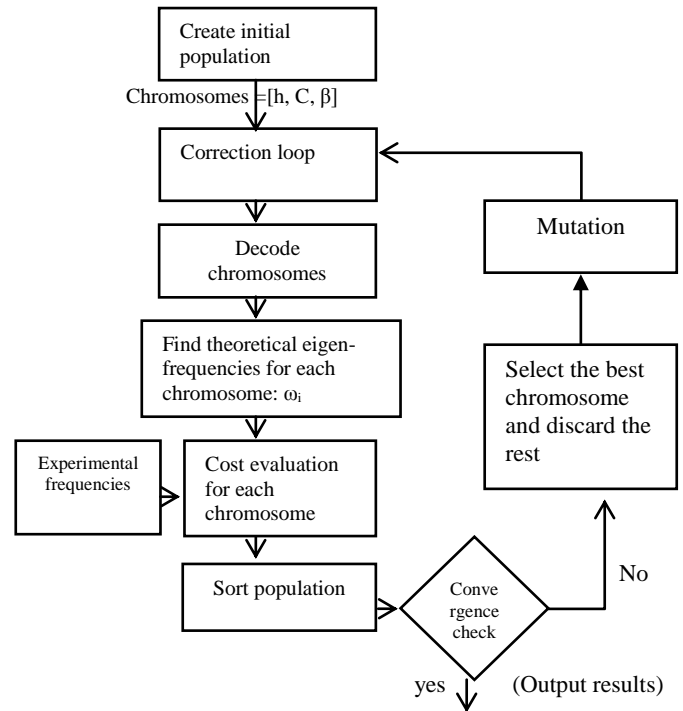 Create initial
population
Chromosomes =[h, C, β]
Correction loop
Decode
chromosomes
Find theoretical eigen-
frequencies for each
chromosome: ωᵢ
Experimental
frequencies
Cost evaluation
for each
chromosome
Sort population
Conve
rgence
check
yes
(Output results)
No
Select the best
chromosome
and discard the
rest
Mutation